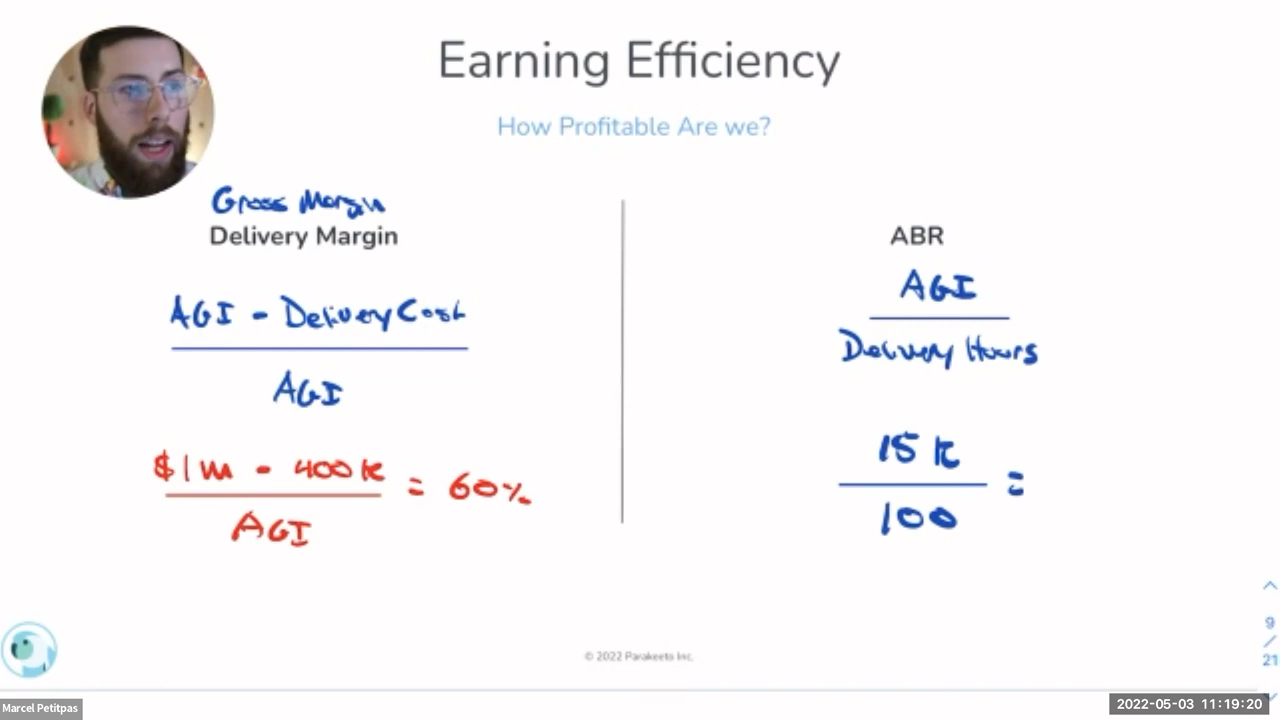 Earning Efficiency
How Profitable Are we?
Gross Margin
Delivery Margin
AGI - Delivery Cost
AGI
$1m - 400k = 60%
AGI
ABR
AGI
Delivery Hours
15k
100
=
© 2022 Parakeeto Inc.
9
/
21
Marcel Petitpas
2022-05-03 11:19:20